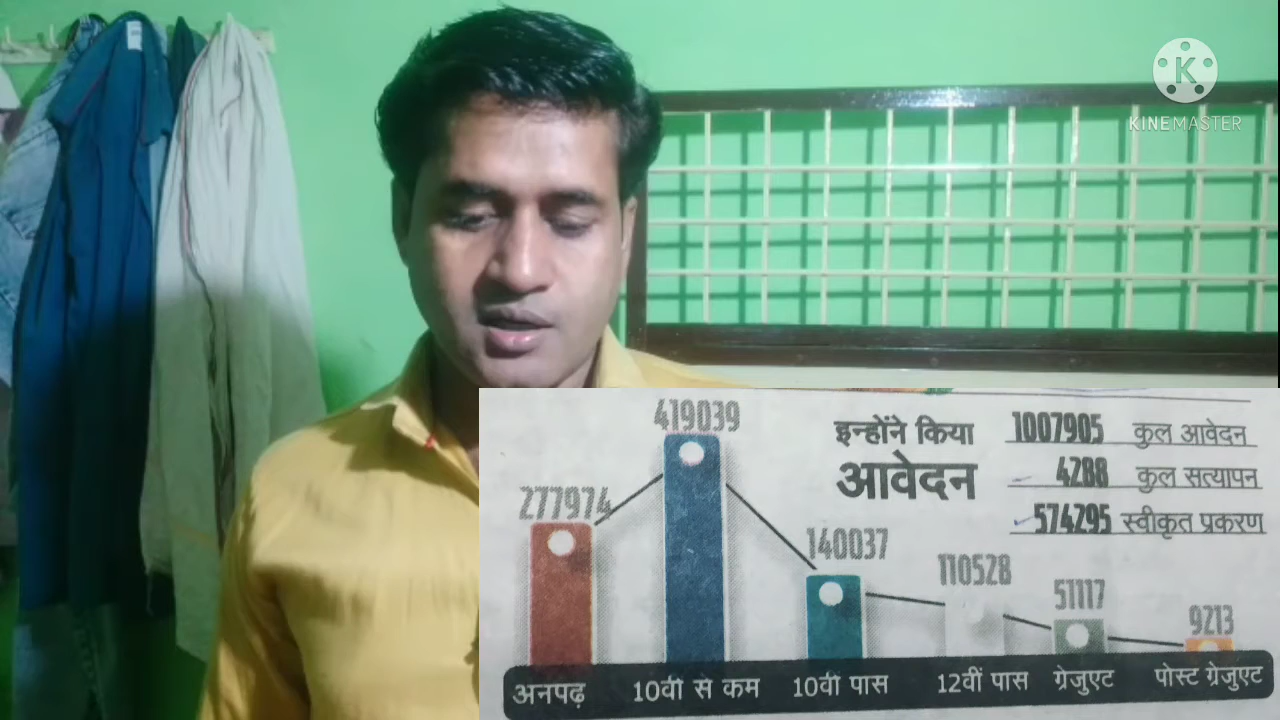 KINEMASTER
419039
इन्होंने किया
1007905 कुल आवेदन
आवेदन
4288 कुल सत्यापन
277974
574295 स्वीकृत प्रकरण
140037
110528
51117
9213
अनपढ़ 10वी से कम 10वी पास 12वीं पास ग्रेजुएट पोस्ट ग्रेजुएट